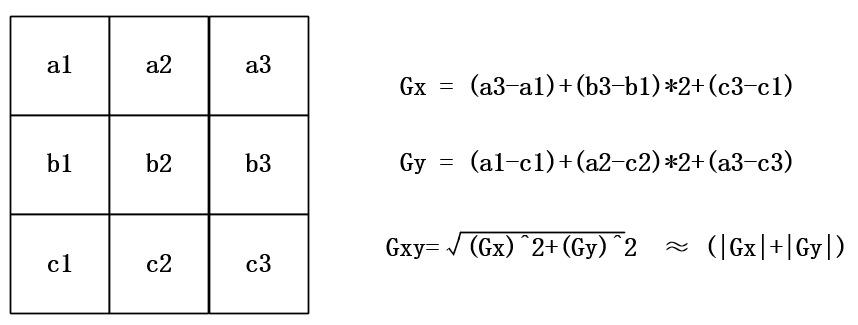 a1 a2 a3
Gx = (a3-a1)+(b3-b1)*2+(c3-c1)
b1 b2 b3
Gy = (a1-c1)+(a2-c2)*2+(a3-c3)
Gxy=√(Gx)^2+(Gy)^2 ≈ (|Gx|+|Gy|)
c1 c2 c3